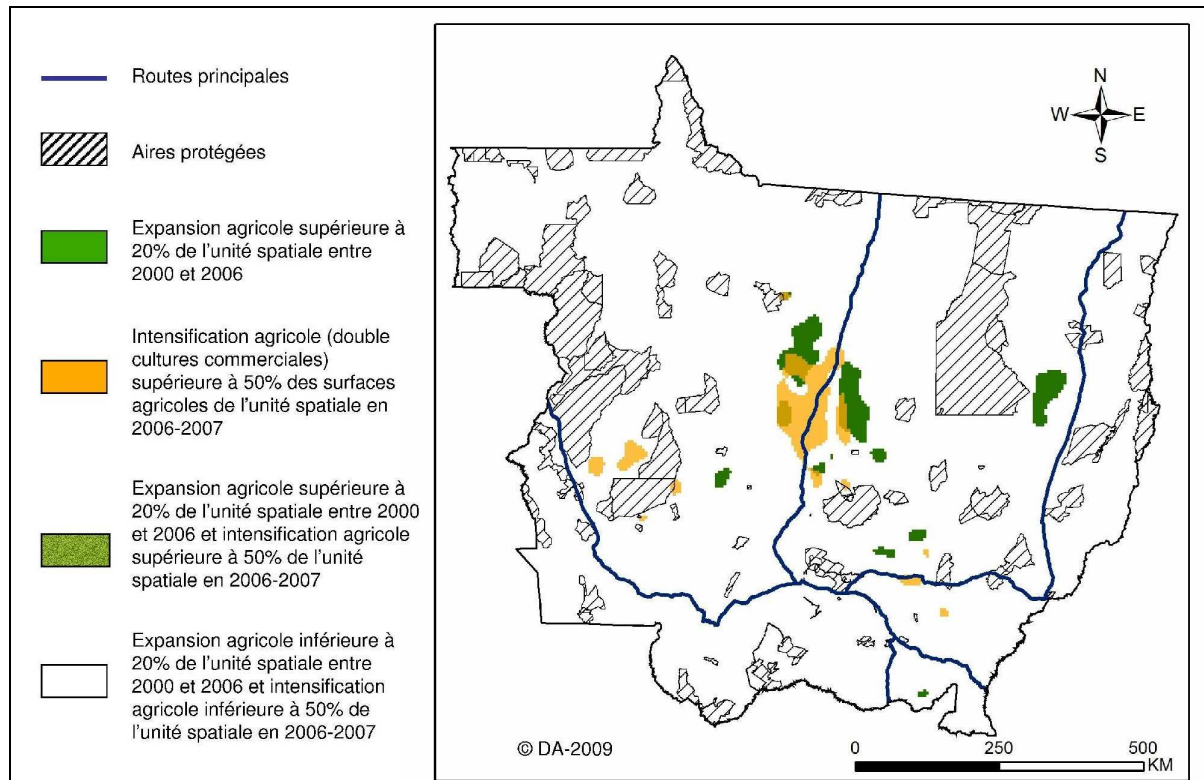 Routes principales
Aires protégées
Expansion agricole supérieure à
20% de l'unité spatiale entre
2000 et 2006
Intensification agricole (double
cultures commerciales)
supérieure à 50% des surfaces
agricoles de l'unité spatiale en
2006-2007
Expansion agricole supérieure à
20% de l'unité spatiale entre 2000
et 2006 et intensification agricole
supérieure à 50% de l'unité
spatiale en 2006-2007
Expansion agricole inférieure à
20% de l'unité spatiale entre
2000 et 2006 et intensification
agricole inférieure à 50% de
l'unité spatiale en 2006-2007
N
W E
S
© DA-2009
0 250 500
KM